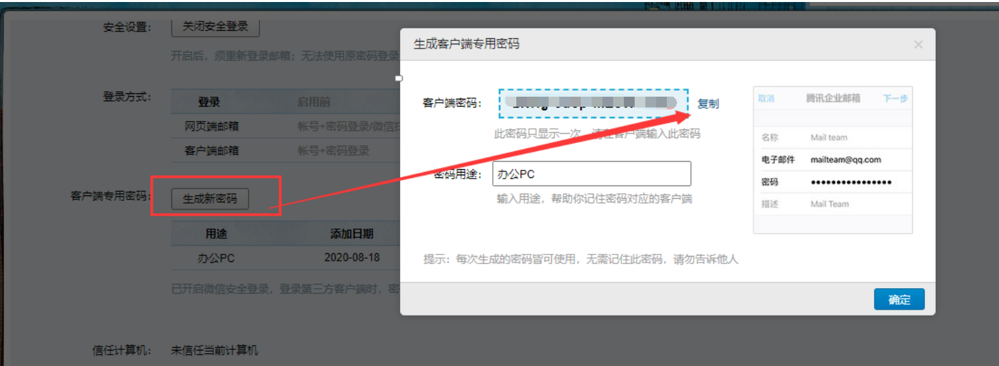 安全设置： 关闭安全登录
开启后，须重新登录邮箱；无法使用原密码登录
登录方式： 登录 启用前
网页端邮箱 帐号+密码登录/微信扫
客户端邮箱 帐号+密码登录
客户端专用密码： 生成新密码
用途 添加日期
办公PC 2020-08-18
已开启微信安全登录，登录第三方客户端时，密
信任计算机： 未信任当前计算机
生成客户端专用密码
客户端密码： 复制
此密码只显示一次，请在客户端输入此密码
密码用途： 办公PC
输入用途，帮助你记住密码对应的客户端
提示：每次生成的密码皆可使用，无需记住此密码，请勿告诉他人
确定
取消 腾讯企业邮箱 下一步
名称 Mail team
电子邮件 mailteam@qq.com
密码 ••••••••••••••••
描述 Mail Team